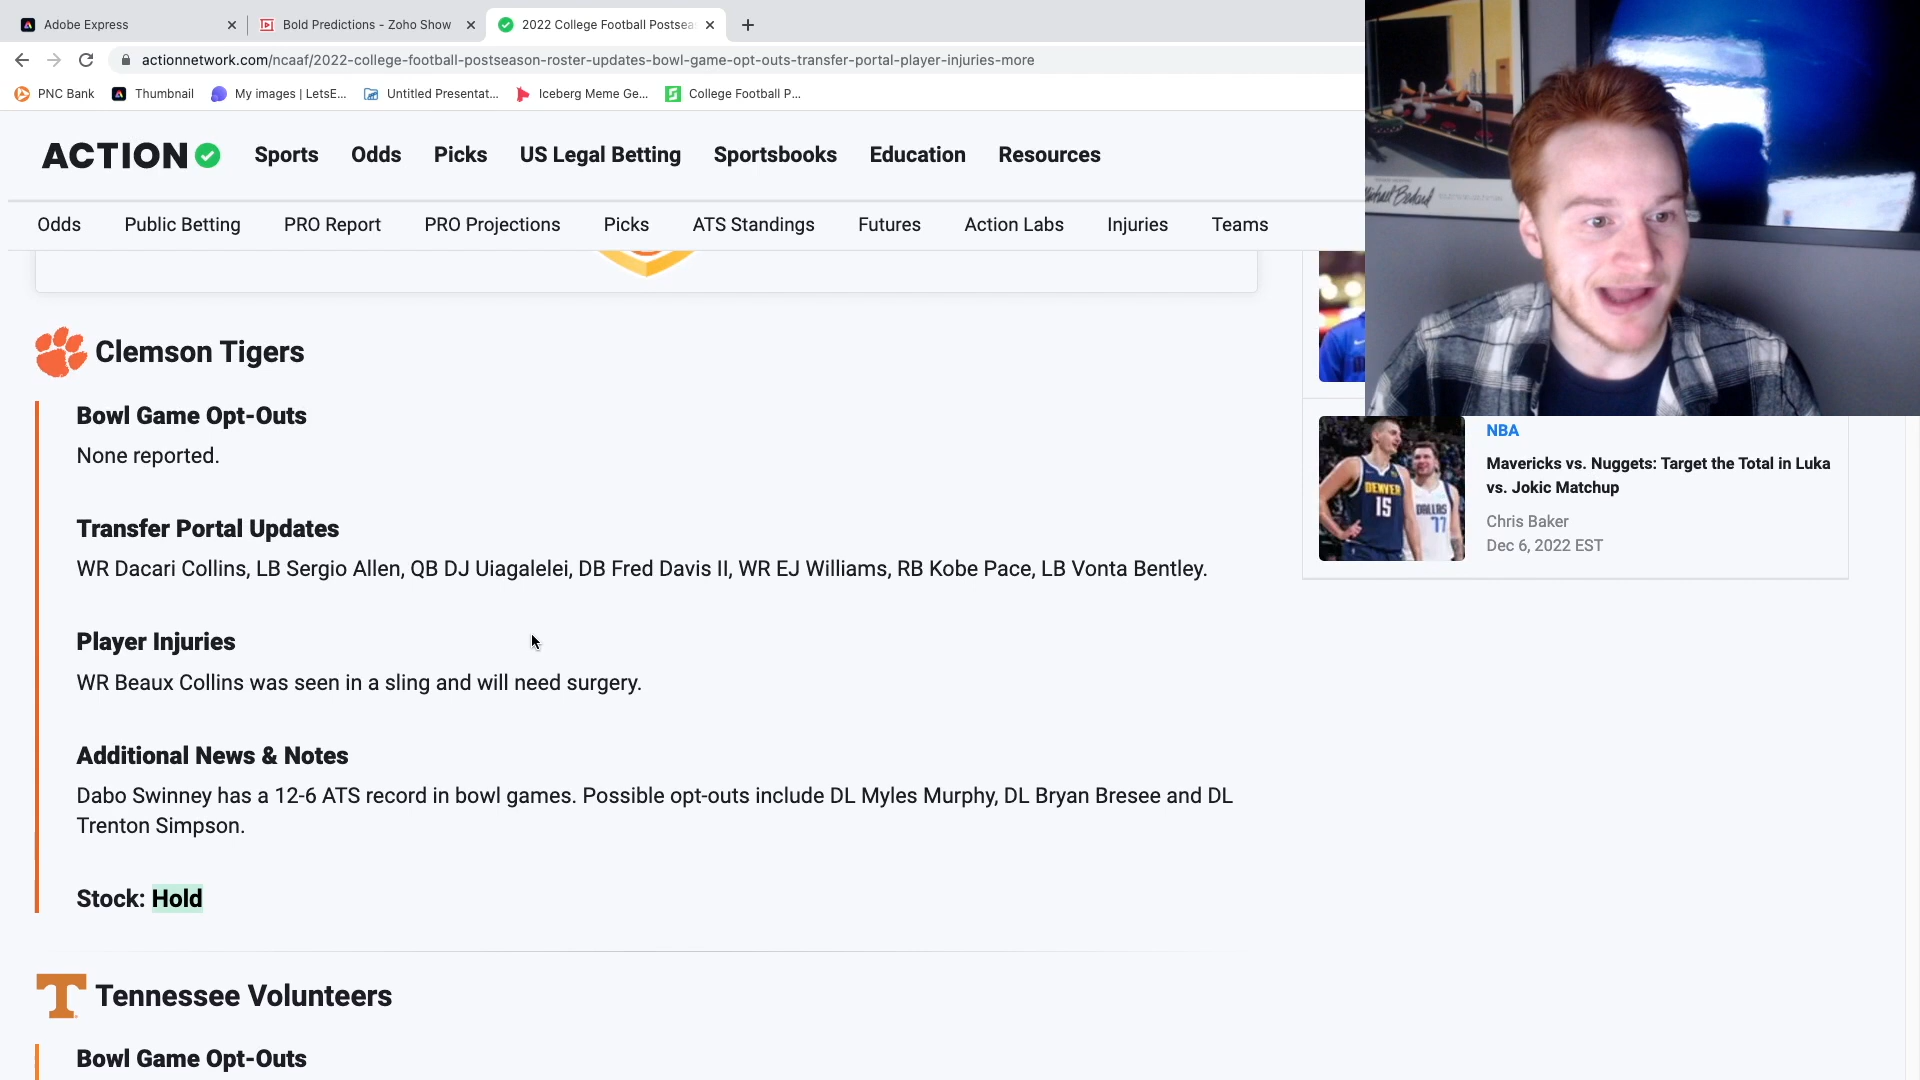 Adobe Express
Bold Predictions - Zoho Show
2022 College Football Postsea
actionnetwork.com/ncaaf/2022-college-football-postseason-roster-updates-bowl-game-opt-outs-transfer-portal-player-injuries-more
PNC Bank
Thumbnail
My images | LetsE...
Untitled Presentat...
Iceberg Meme Ge...
College Football P...
ACTION
Sports
Odds
Picks
US Legal Betting
Sportsbooks
Education
Resources
Odds
Public Betting
PRO Report
PRO Projections
Picks
ATS Standings
Futures
Action Labs
Injuries
Teams
Clemson Tigers
Bowl Game Opt-Outs
None reported.
Transfer Portal Updates
WR Dacari Collins, LB Sergio Allen, QB DJ Uiagalelei, DB Fred Davis II, WR EJ Williams, RB Kobe Pace, LB Vonta Bentley.
Player Injuries
WR Beaux Collins was seen in a sling and will need surgery.
Additional News & Notes
Dabo Swinney has a 12-6 ATS record in bowl games. Possible opt-outs include DL Myles Murphy, DL Bryan Bresee and DL
Trenton Simpson.
Stock: Hold
T Tennessee Volunteers
Bowl Game Opt-Outs
DENVER
15
DALLAS
77
NBA
Mavericks vs. Nuggets: Target the Total in Luka
vs. Jokic Matchup
Chris Baker
Dec 6, 2022 EST